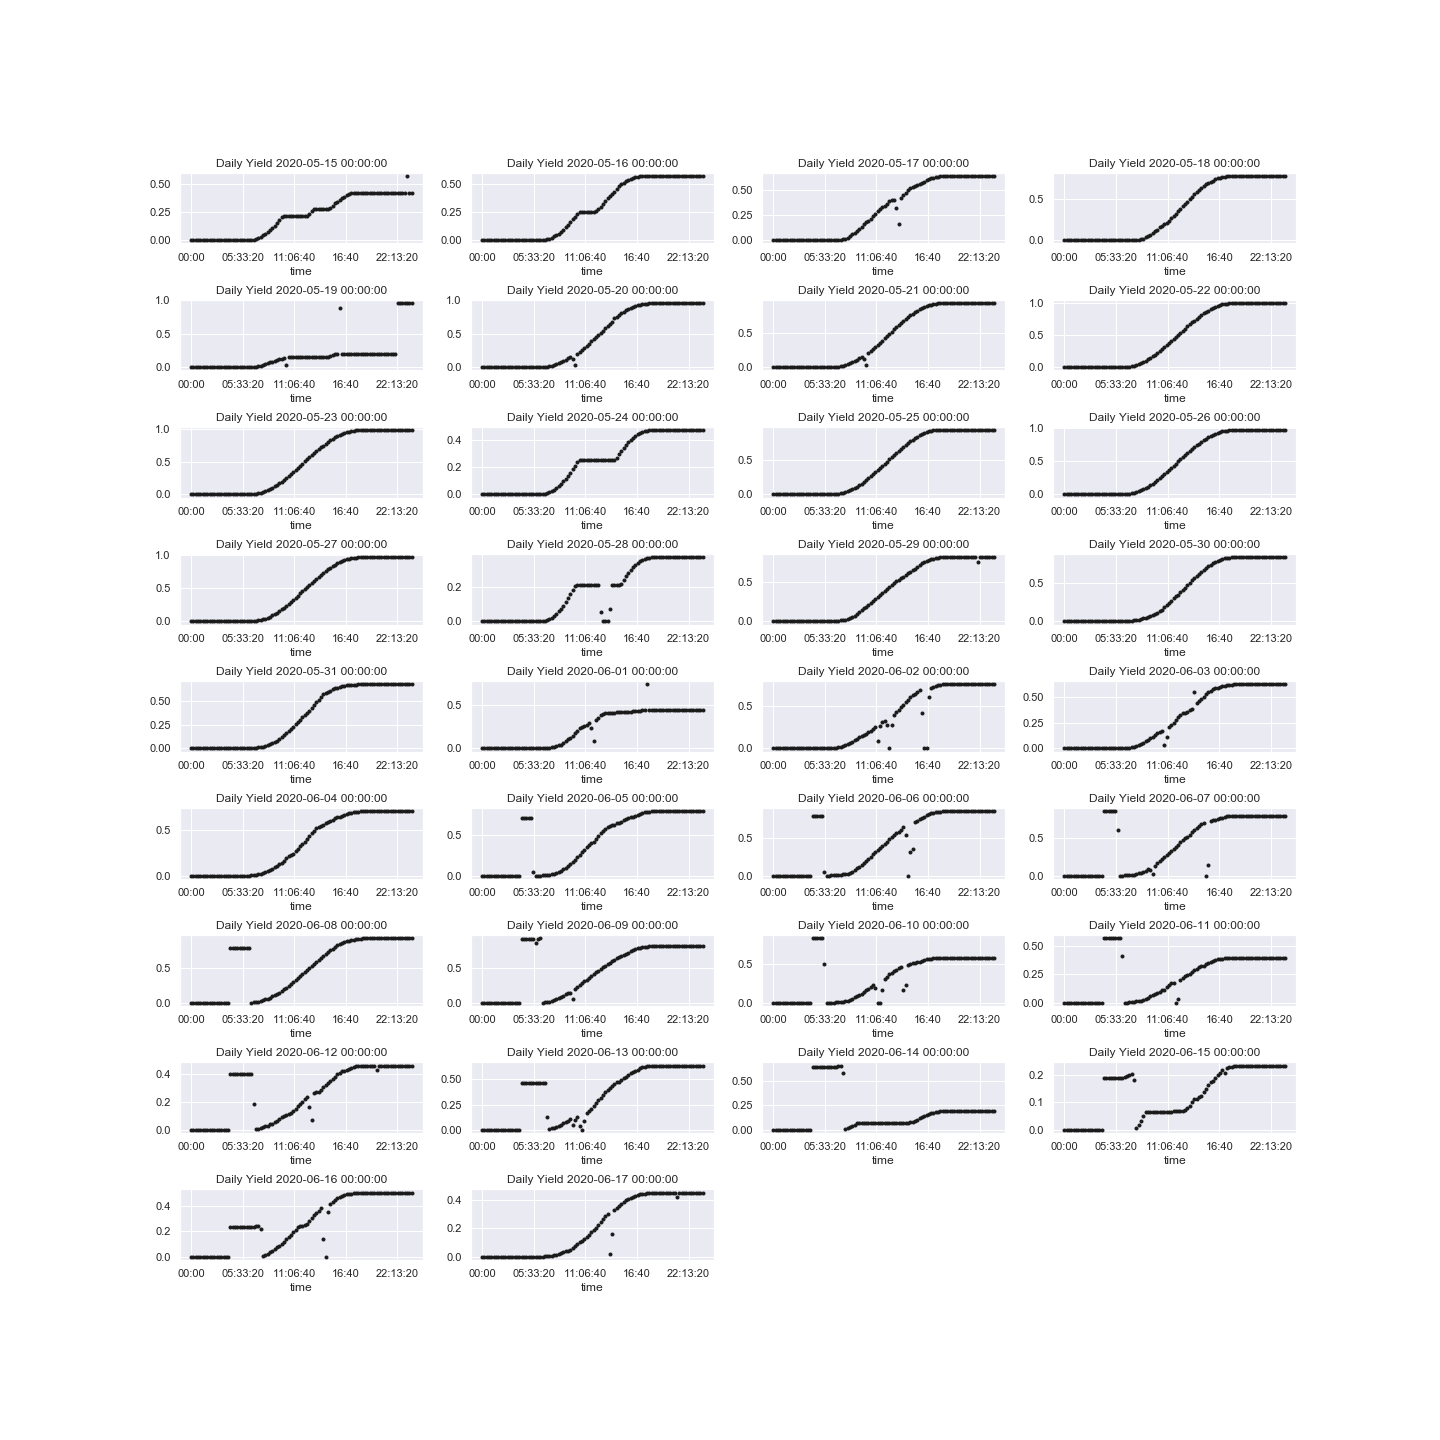 Daily Yield 2020-05-15 00:00:00 Daily Yield 2020-05-16 00:00:00 Daily Yield 2020-05-17 00:00:00 Daily Yield 2020-05-18 00:00:00
0.50 0.50 0.50 0.5
0.25 0.25 0.25
0.00 0.00 0.00 0.0
00:00 05:33:20 11:06:40 16:40 22:13:20 00:00 05:33:20 11:06:40 16:40 22:13:20 00:00 05:33:20 11:06:40 16:40 22:13:20 00:00 05:33:20 11:06:40 16:40 22:13:20
time time time time
Daily Yield 2020-05-19 00:00:00 Daily Yield 2020-05-20 00:00:00 Daily Yield 2020-05-21 00:00:00 Daily Yield 2020-05-22 00:00:00
1.0 1.0 1.0
0.5 0.5 0.5 0.5
0.0 0.0 0.0 0.0
00:00 05:33:20 11:06:40 16:40 22:13:20 00:00 05:33:20 11:06:40 16:40 22:13:20 00:00 05:33:20 11:06:40 16:40 22:13:20 00:00 05:33:20 11:06:40 16:40 22:13:20
time time time time
Daily Yield 2020-05-23 00:00:00 Daily Yield 2020-05-24 00:00:00 Daily Yield 2020-05-25 00:00:00 Daily Yield 2020-05-26 00:00:00
1.0 0.4 1.0
0.5 0.2 0.5 0.5
0.0 0.0 0.0 0.0
00:00 05:33:20 11:06:40 16:40 22:13:20 00:00 05:33:20 11:06:40 16:40 22:13:20 00:00 05:33:20 11:06:40 16:40 22:13:20 00:00 05:33:20 11:06:40 16:40 22:13:20
time time time time
Daily Yield 2020-05-27 00:00:00 Daily Yield 2020-05-28 00:00:00 Daily Yield 2020-05-29 00:00:00 Daily Yield 2020-05-30 00:00:00
1.0
0.5 0.2 0.5 0.5
0.0 0.0 0.0 0.0
00:00 05:33:20 11:06:40 16:40 22:13:20 00:00 05:33:20 11:06:40 16:40 22:13:20 00:00 05:33:20 11:06:40 16:40 22:13:20 00:00 05:33:20 11:06:40 16:40 22:13:20
time time time time
Daily Yield 2020-05-31 00:00:00 Daily Yield 2020-06-01 00:00:00 Daily Yield 2020-06-02 00:00:00 Daily Yield 2020-06-03 00:00:00
0.50 0.5 0.5 0.50
0.25 0.25
0.00 0.0 0.0 0.00
00:00 05:33:20 11:06:40 16:40 22:13:20 00:00 05:33:20 11:06:40 16:40 22:13:20 00:00 05:33:20 11:06:40 16:40 22:13:20 00:00 05:33:20 11:06:40 16:40 22:13:20
time time time time
Daily Yield 2020-06-04 00:00:00 Daily Yield 2020-06-05 00:00:00 Daily Yield 2020-06-06 00:00:00 Daily Yield 2020-06-07 00:00:00
0.5 0.5 0.5 0.5
0.0 0.0 0.0 0.0
00:00 05:33:20 11:06:40 16:40 22:13:20 00:00 05:33:20 11:06:40 16:40 22:13:20 00:00 05:33:20 11:06:40 16:40 22:13:20 00:00 05:33:20 11:06:40 16:40 22:13:20
time time time time
Daily Yield 2020-06-08 00:00:00 Daily Yield 2020-06-09 00:00:00 Daily Yield 2020-06-10 00:00:00 Daily Yield 2020-06-11 00:00:00
0.5 0.5 0.5 0.50
0.25
0.0 0.0 0.0 0.00
00:00 05:33:20 11:06:40 16:40 22:13:20 00:00 05:33:20 11:06:40 16:40 22:13:20 00:00 05:33:20 11:06:40 16:40 22:13:20 00:00 05:33:20 11:06:40 16:40 22:13:20
time time time time
Daily Yield 2020-06-12 00:00:00 Daily Yield 2020-06-13 00:00:00 Daily Yield 2020-06-14 00:00:00 Daily Yield 2020-06-15 00:00:00
0.4 0.50 0.50 0.2
0.2 0.25 0.25 0.1
0.0 0.00 0.00 0.0
00:00 05:33:20 11:06:40 16:40 22:13:20 00:00 05:33:20 11:06:40 16:40 22:13:20 00:00 05:33:20 11:06:40 16:40 22:13:20 00:00 05:33:20 11:06:40 16:40 22:13:20
time time time time
Daily Yield 2020-06-16 00:00:00 Daily Yield 2020-06-17 00:00:00
0.4 0.4
0.2 0.2
0.0 0.0
00:00 05:33:20 11:06:40 16:40 22:13:20 00:00 05:33:20 11:06:40 16:40 22:13:20
time time